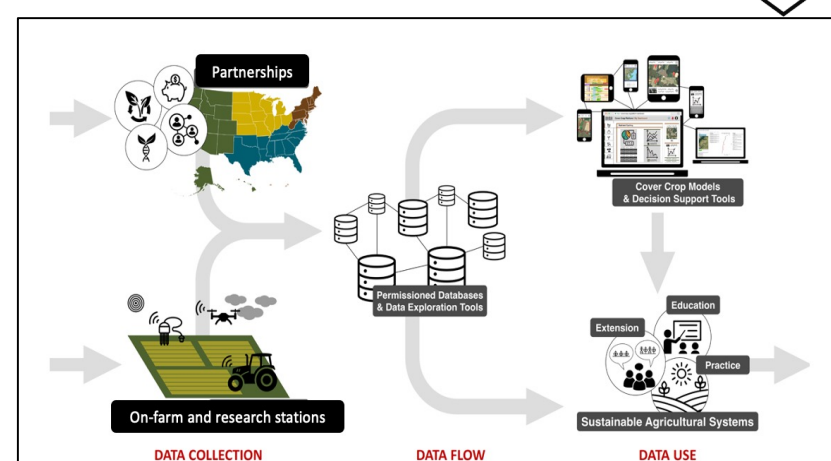 Partnerships
Cover Crop Models
& Decision Support Tools
Permissioned Databases
& Data Exploration Tools
Education
Extension
Practice
On-farm and research stations
Sustainable Agricultural Systems
DATA COLLECTION
DATA FLOW
DATA USE